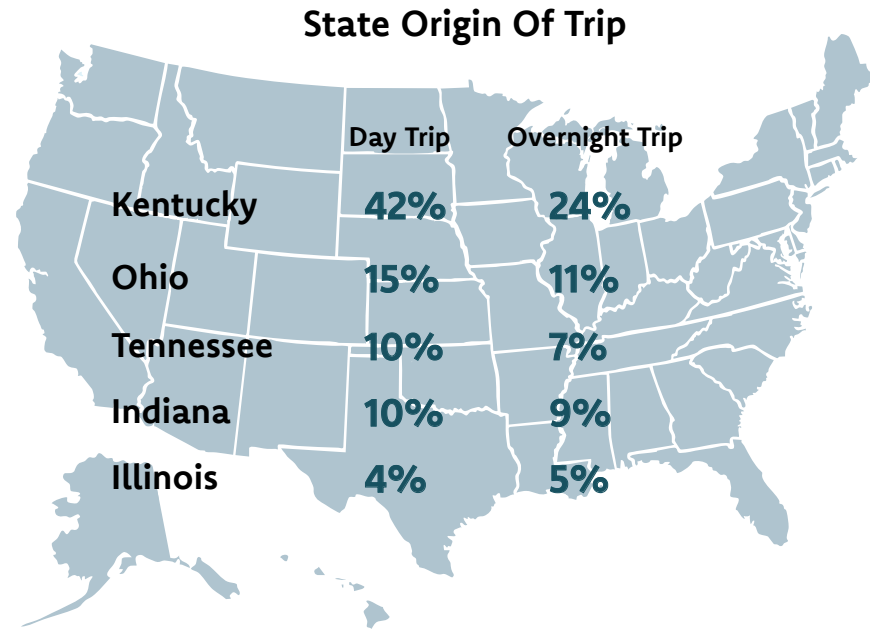 State Origin Of Trip
Day Trip Overnight Trip
Kentucky 42% 24%
Ohio 15% 11%
Tennessee 10% 7%
Indiana 10% 9%
Illinois 4% 5%